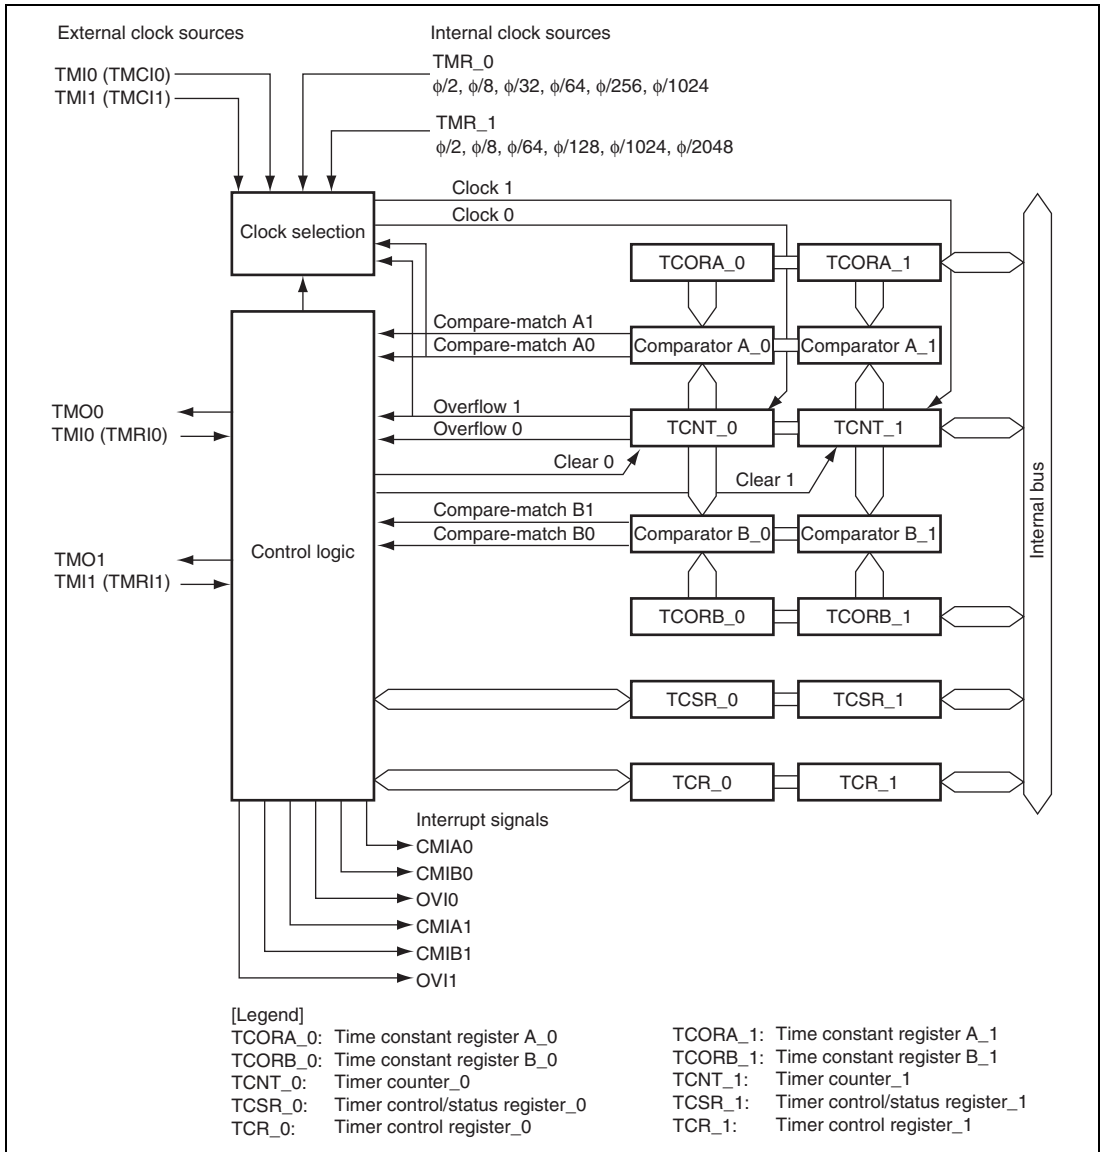 External clock sources
Internal clock sources
TMI0 (TMCI0)
TMI1 (TMCI1)
TMR_0
ϕ/2, ϕ/8, ϕ/32, ϕ/64, ϕ/256, ϕ/1024
TMR_1
ϕ/2, ϕ/8, ϕ/64, ϕ/128, ϕ/1024, ϕ/2048
Clock 1
Clock 0
Clock selection
TCORA_0
TCORA_1
Compare-match A1
Compare-match A0
Comparator A_0
Comparator A_1
TMO0
TMI0 (TMRI0)
Overflow 1
Overflow 0
TCNT_0
TCNT_1
Clear 0
Clear 1
Internal bus
Compare-match B1
Compare-match B0
Comparator B_0
Comparator B_1
Control logic
TMO1
TMI1 (TMRI1)
TCORB_0
TCORB_1
TCSR_0
TCSR_1
TCR_0
TCR_1
Interrupt signals
CMIA0
CMIB0
OVI0
CMIA1
CMIB1
OVI1
[Legend]
TCORA_0: Time constant register A_0
TCORB_0: Time constant register B_0
TCNT_0: Timer counter_0
TCSR_0: Timer control/status register_0
TCR_0: Timer control register_0
TCORA_1: Time constant register A_1
TCORB_1: Time constant register B_1
TCNT_1: Timer counter_1
TCSR_1: Timer control/status register_1
TCR_1: Timer control register_1